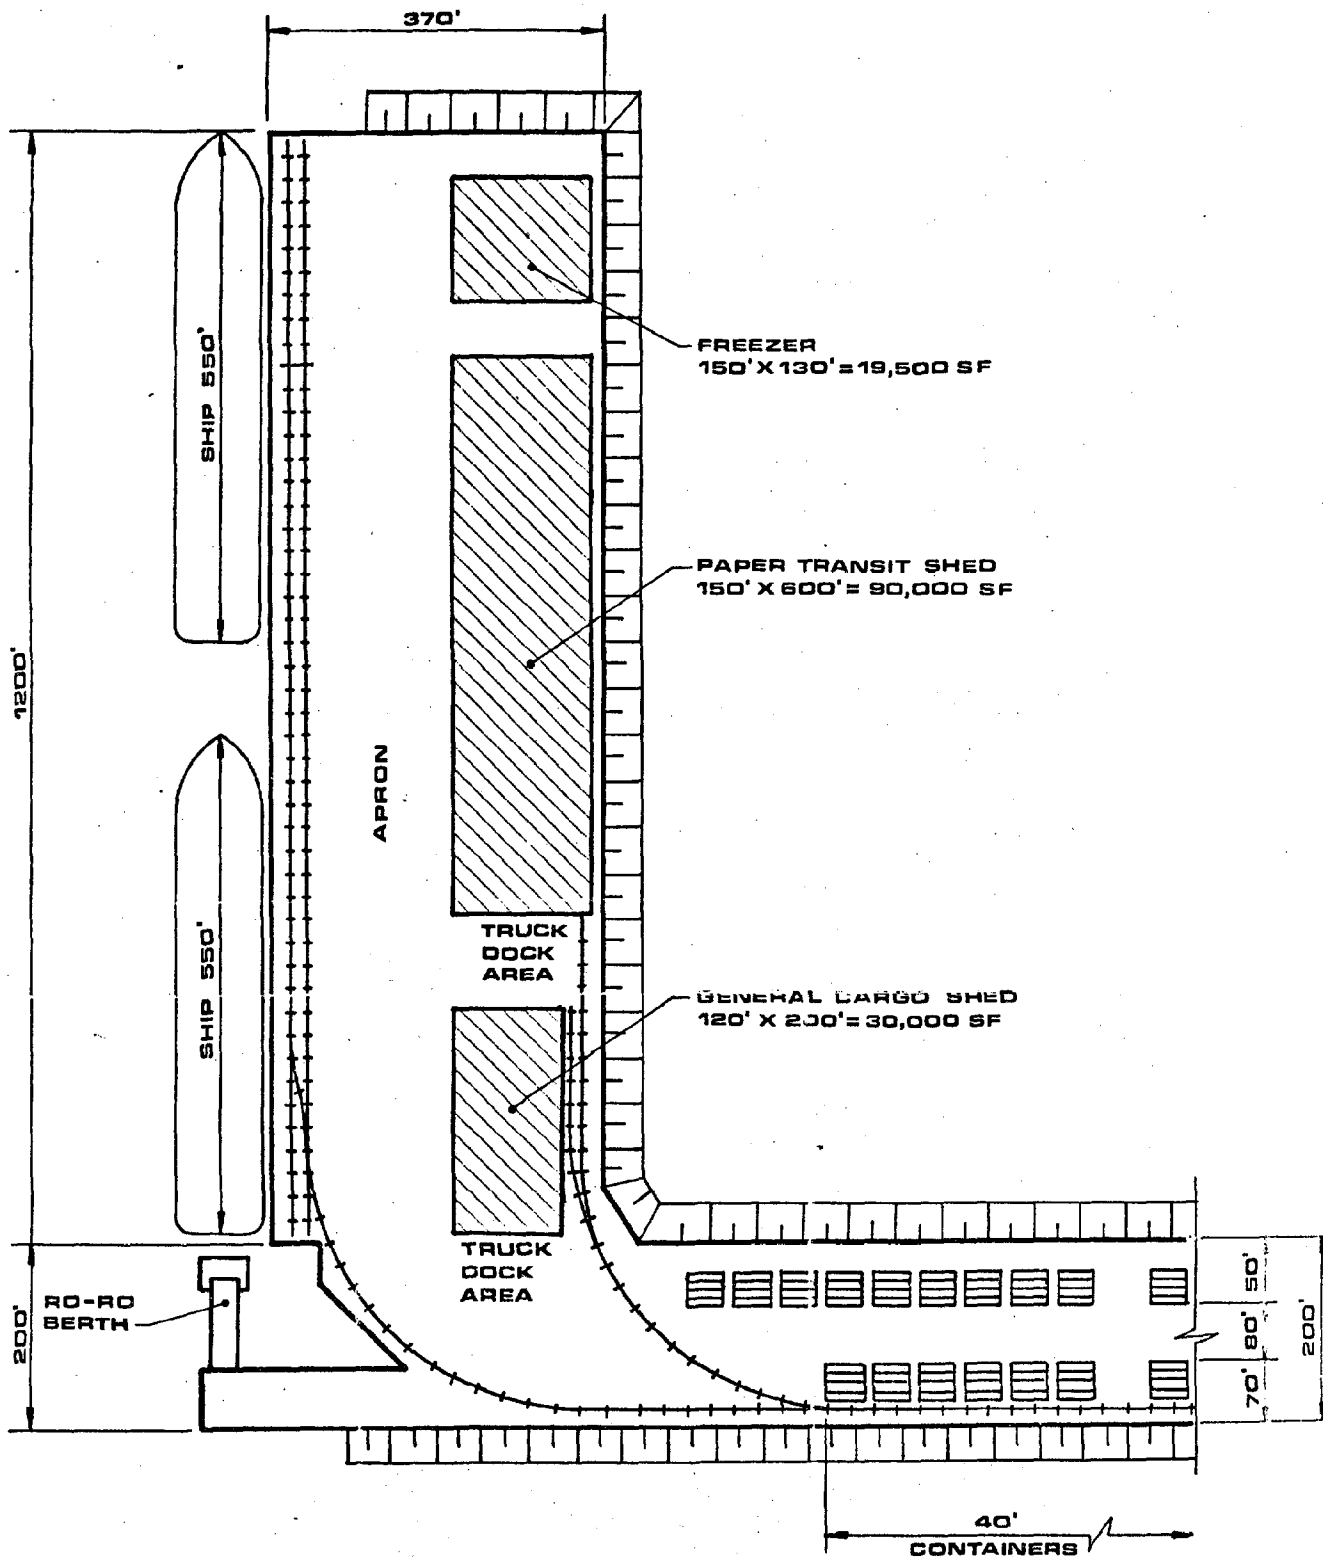 370'
SHIP 550'
FREEZER
150' X 130' = 19,500 SF
PAPER TRANSIT SHED
150' X 600' = 90,000 SF
1200'
APRON
SHIP 550'
TRUCK
DOCK
AREA
GENERAL CARGO SHED
120' X 200' = 30,000 SF
TRUCK
DOCK
AREA
RO-RO
BERTH
200'
50'
80'
70'
200'
40'
CONTAINERS